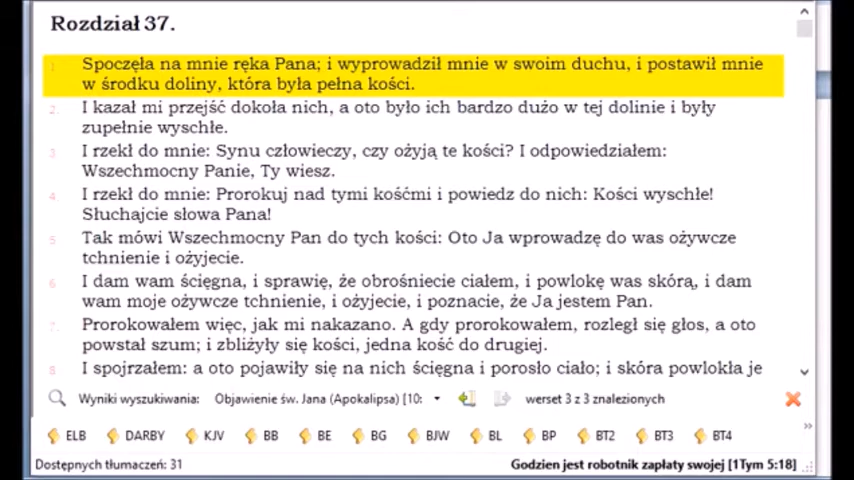 Rozdział 37.
1. Spoczęła na mnie ręka Pana; i wyprowadził mnie w swoim duchu, i postawił mnie
w środku doliny, która była pełna kości.
2. I kazał mi przejść dokoła nich, a oto było ich bardzo dużo w tej dolinie i były
zupełnie wyschłe.
3. I rzekł do mnie: Synu człowieczy, czy ożyją te kości? I odpowiedziałem:
Wszechmocny Panie, Ty wiesz.
4. I rzekł do mnie: Prorokuj nad tymi kośćmi i powiedz do nich: Kości wyschłe!
Słuchajcie słowa Pana!
5. Tak mówi Wszechmocny Pan do tych kości: Oto Ja wprowadzę do was ożywcze
tchnienie i ożyjecie.
6. I dam wam ścięgna, i sprawię, że obrośniecie ciałem, i powlokę was skórą, i dam
wam moje ożywcze tchnienie, i ożyjecie, i poznacie, że Ja jestem Pan.
7. Prorokowałem więc, jak mi nakazano. A gdy prorokowałem, rozległ się głos, a oto
powstał szum; i zbliżyły się kości, jedna kość do drugiej.
8. I spojrzałem: a oto pojawiły się na nich ścięgna i porosło ciało; i skóra powlokła je
Wyniki wyszukiwania: Objawienie św. Jana (Apokalipsa) [10: werset 3 z 3 znalezionych
ELB DARBY KJV BB BE BG BJW BL BP BT2 BT3 BT4
Dostępnych tłumaczeń: 31 Godzien jest robotnik zapłaty swojej [1Tym 5:18]